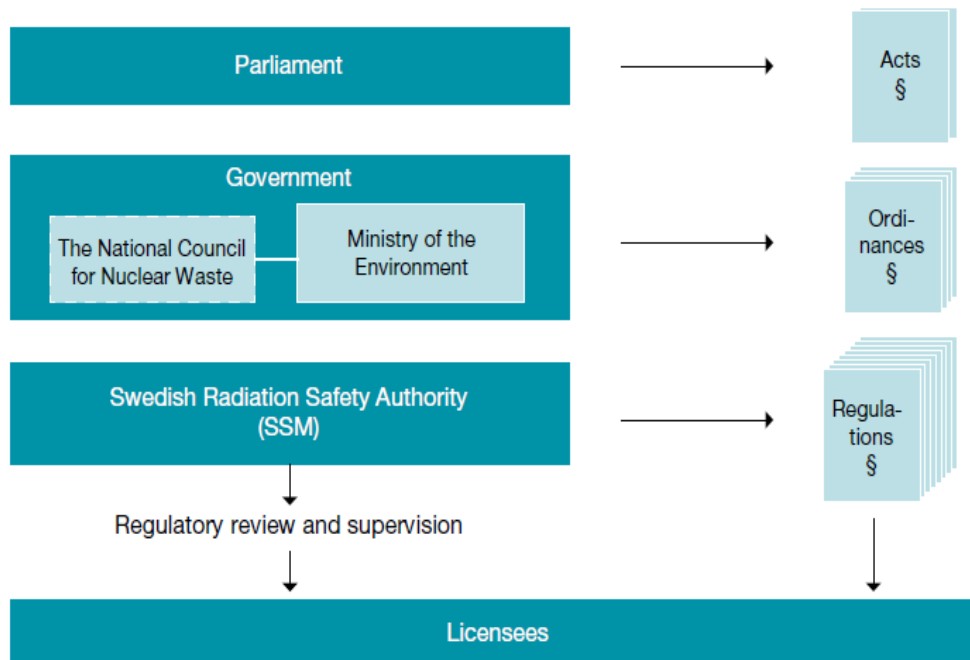 Parliament
Acts
§
Government
The National Council
for Nuclear Waste
Ministry of the
Environment
Ordi-
nances
§
Swedish Radiation Safety Authority
(SSM)
Regula-
tions
§
Regulatory review and supervision
Licensees